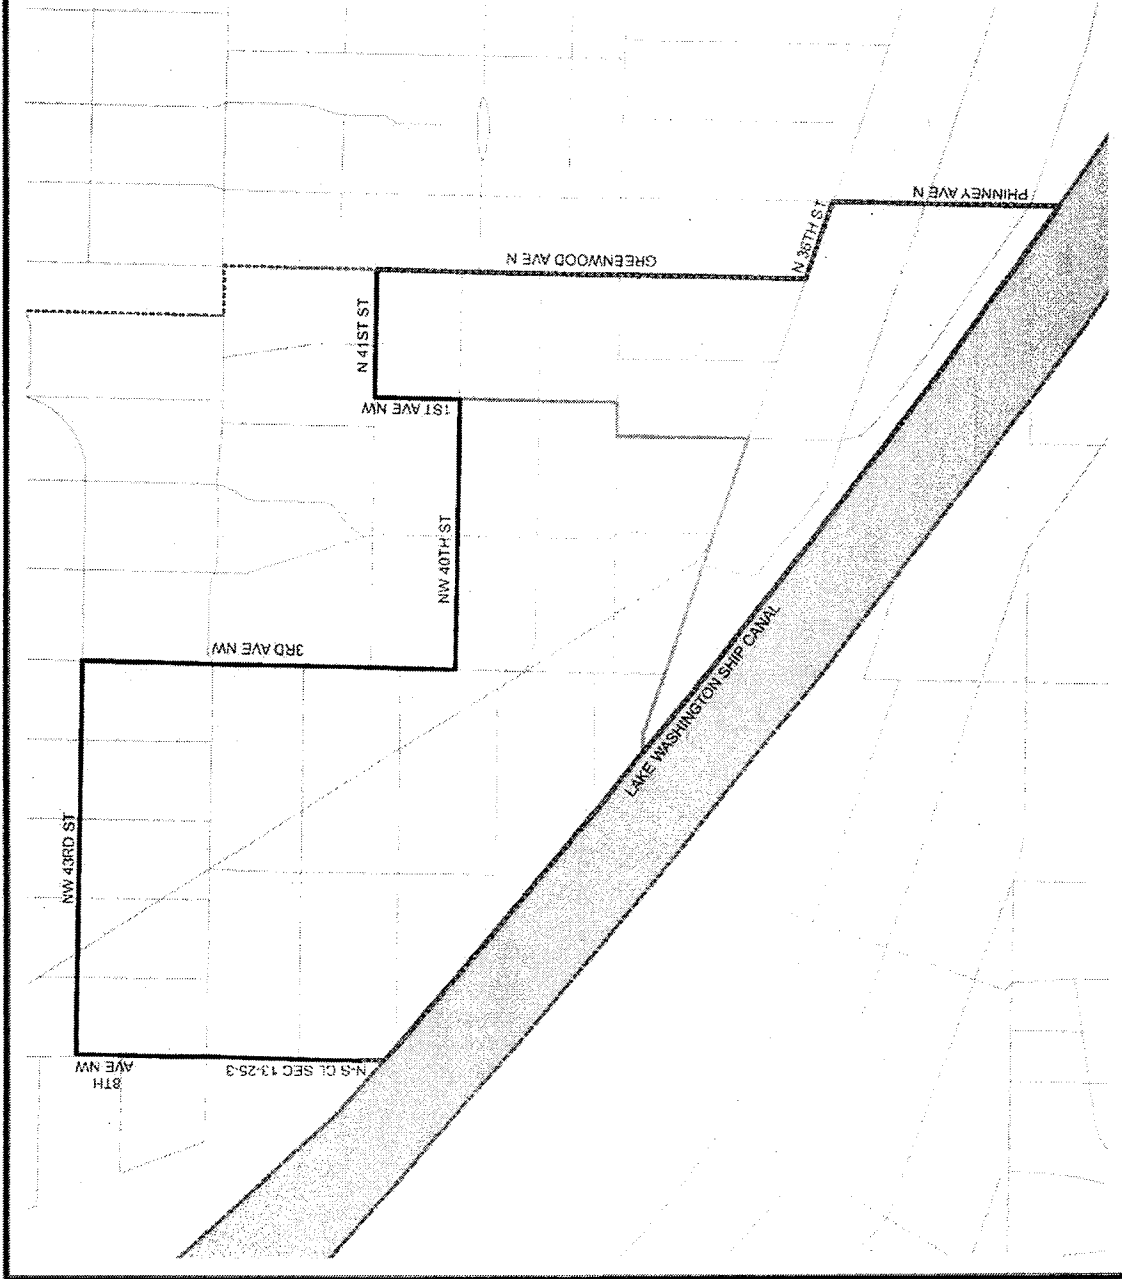 NW 43RD ST
8TH
AVE NW
N-S CL SEC 13-25-3
3RD AVE NW
NW 40TH ST
1ST AVE NW
N 41ST ST
GREENWOOD AVE N
N 36TH ST
PHINNEY AVE N
LAKE WASHINGTON SHIP CANAL